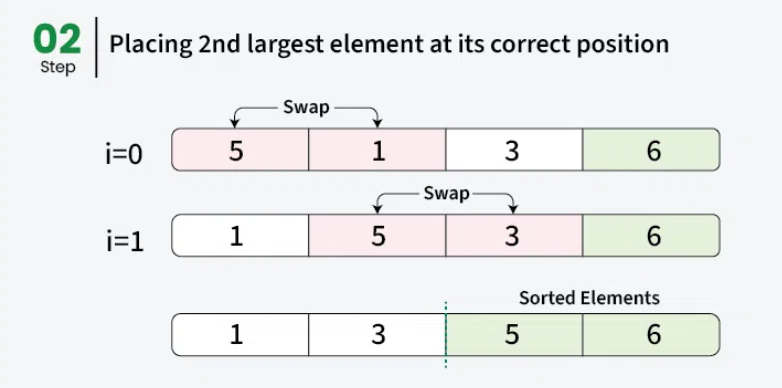 02
Step
Placing 2nd largest element at its correct position
Swap
i=0 5 1 3 6
Swap
i=1 1 5 3 6
Sorted Elements
1 3 5 6